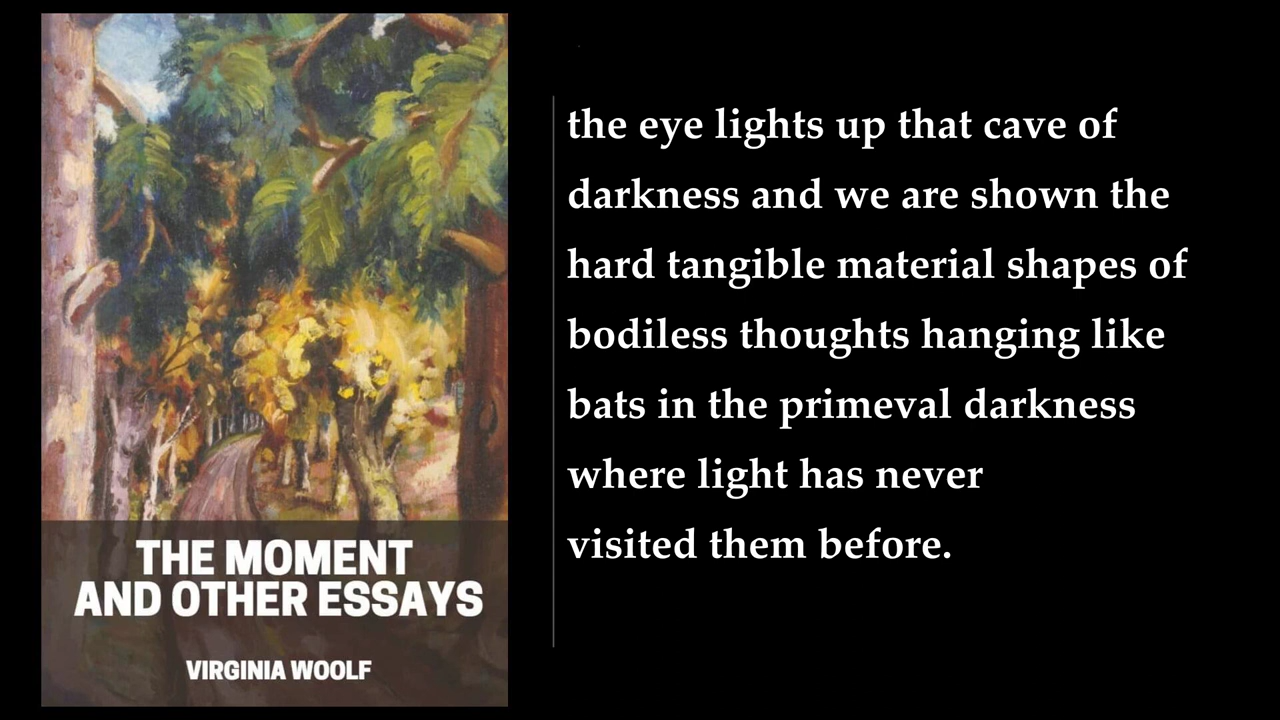 THE MOMENT
AND OTHER ESSAYS
VIRGINIA WOOLF
the eye lights up that cave of
darkness and we are shown the
hard tangible material shapes of
bodiless thoughts hanging like
bats in the primeval darkness
where light has never
visited them before.